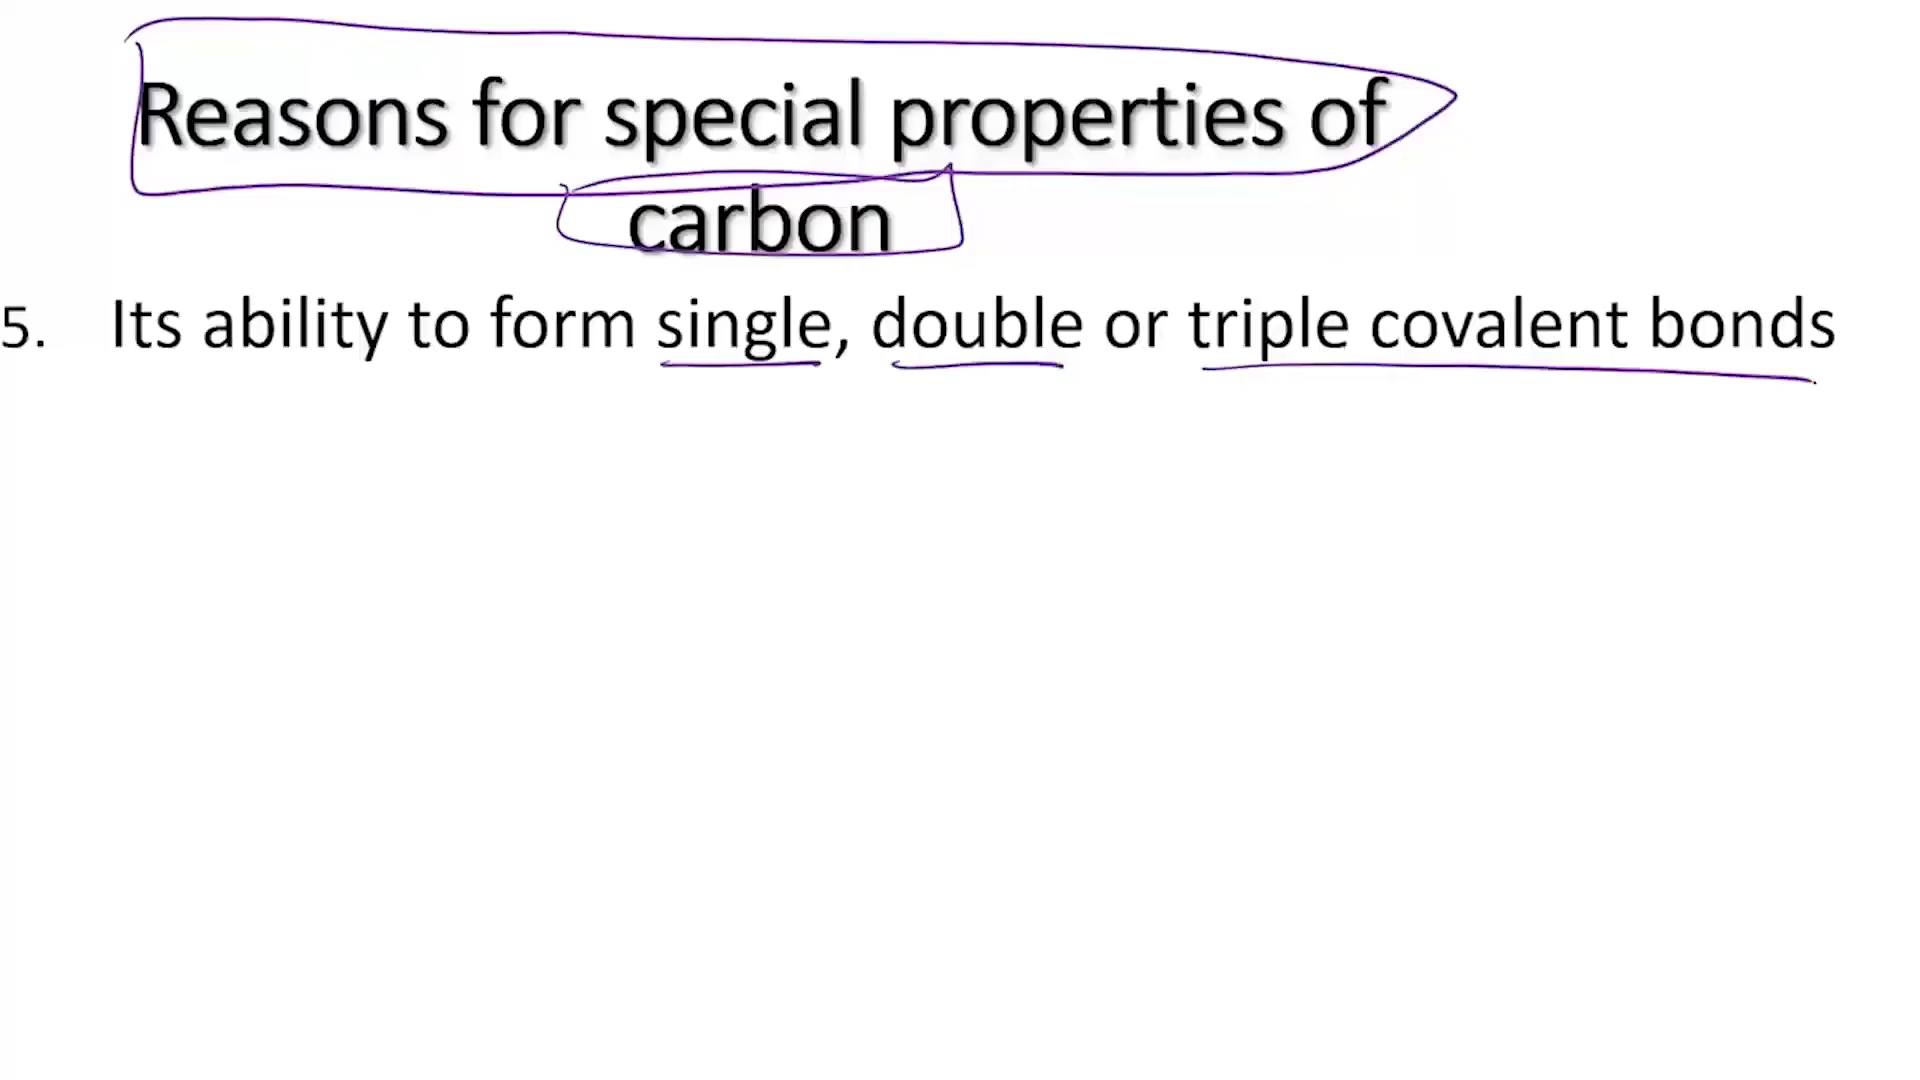 Reasons for special properties of
carbon
5. Its ability to form single, double or triple covalent bonds